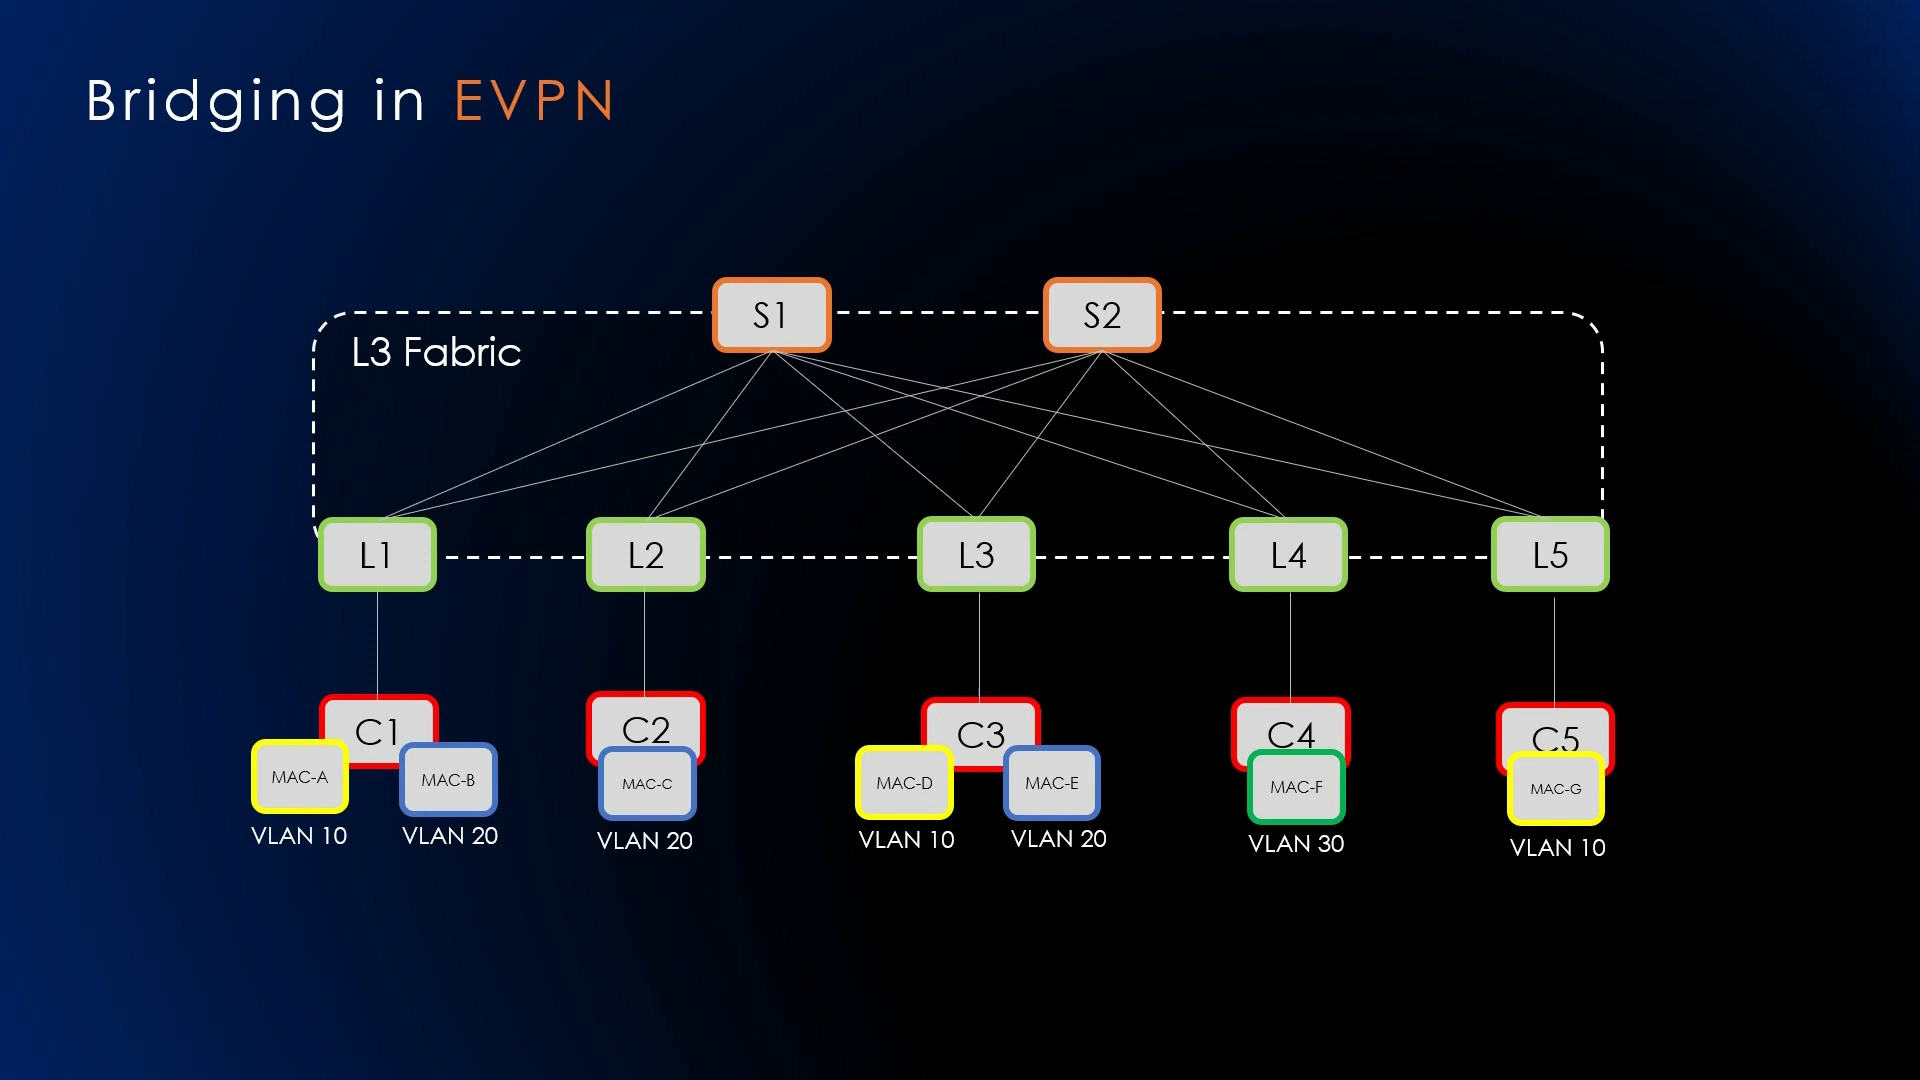 Bridging in EVPN
S1
S2
L3 Fabric
L1
L2
L3
L4
L5
C1
C2
C3
C4
C5
MAC-A
MAC-B
MAC-C
MAC-D
MAC-E
MAC-F
MAC-G
VLAN 10
VLAN 20
VLAN 20
VLAN 10
VLAN 20
VLAN 30
VLAN 10